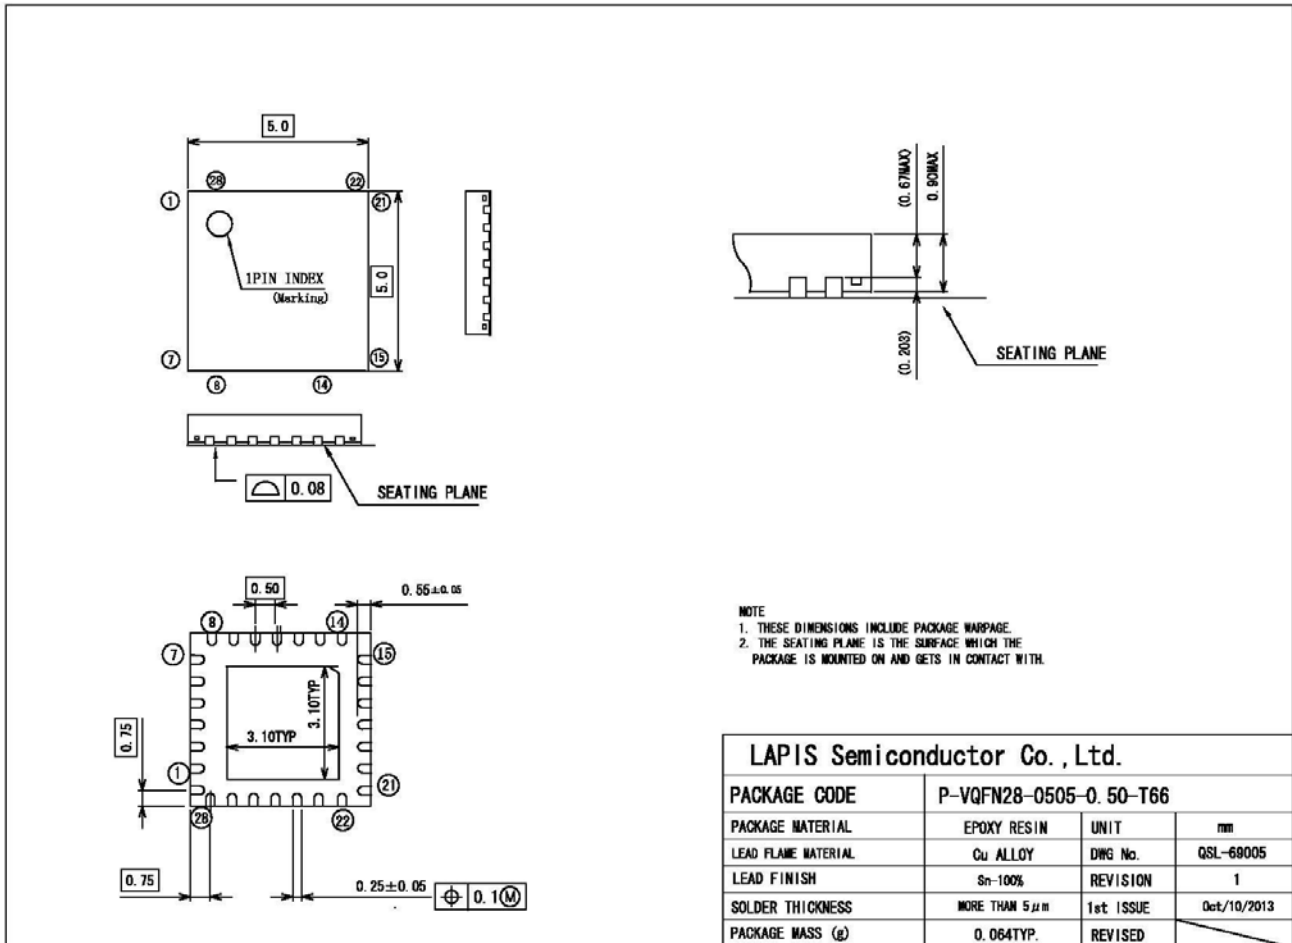 5.0
28
22
1
21
1PIN INDEX
(Marking)
5.0
7
15
8
14
0.08
SEATING PLANE
(0.67MAX)
0.90MAX
(0.203)
SEATING PLANE
0.50
0.55±0.05
8
14
7
15
3.10TYP
3.10TYP
0.75
1
21
28
22
0.75
0.25±0.05
0.1Ⓜ
NOTE
1. THESE DIMENSIONS INCLUDE PACKAGE WARPAGE.
2. THE SEATING PLANE IS THE SURFACE WHICH THE
PACKAGE IS MOUNTED ON AND GETS IN CONTACT WITH.
LAPIS Semiconductor Co.,Ltd.
PACKAGE CODE P-VQFN28-0505-0.50-T66
PACKAGE MATERIAL EPOXY RESIN UNIT mm
LEAD FLAME MATERIAL Cu ALLOY DWG No. QSL-69005
LEAD FINISH Sn-100% REVISION 1
SOLDER THICKNESS MORE THAN 5μm 1st ISSUE Oct/10/2013
PACKAGE MASS (g) 0.064TYP. REVISED